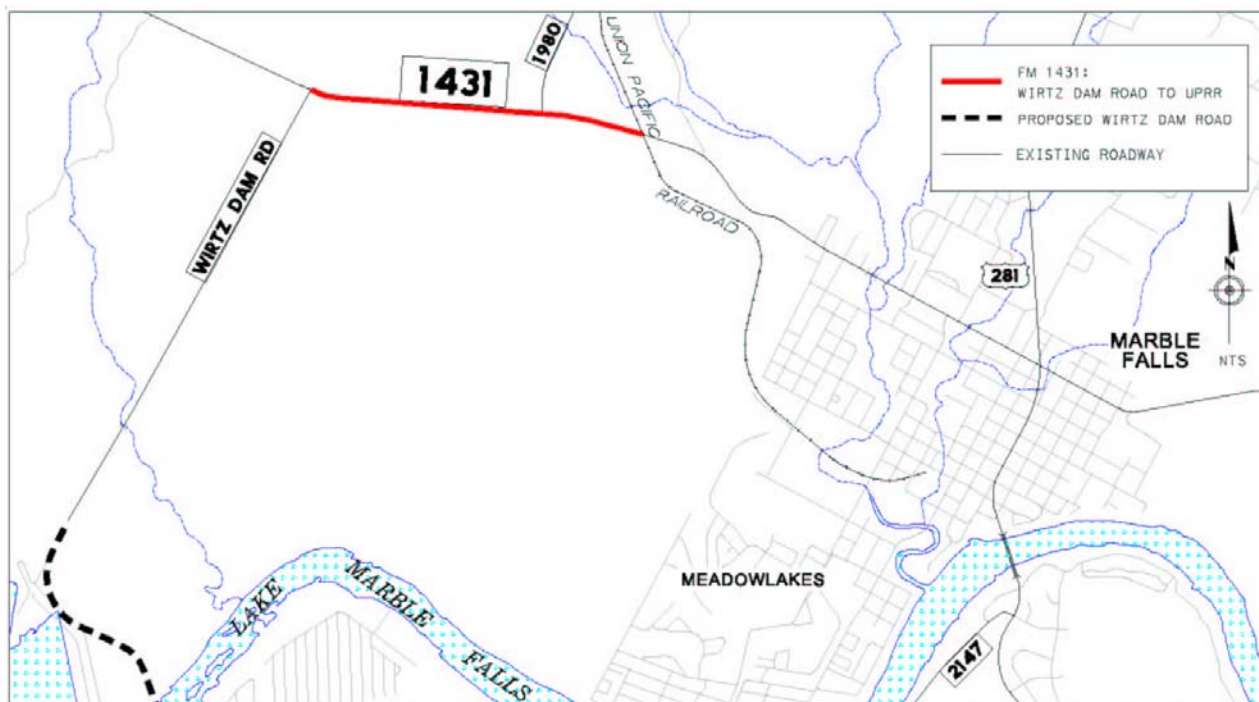 1980
UNION PACIFIC
1431
FM 1431:
WIRTZ DAM ROAD TO UPRR
PROPOSED WIRTZ DAM ROAD
EXISTING ROADWAY
WIRTZ DAM RD
RAILROAD
N
281
MARBLE
FALLS
NTS
LAKE
MARBLE
FALLS
MEADOWLAKES
2147